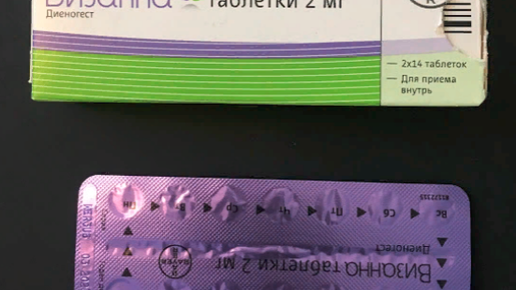 Визанна таблетки 2 мг
Диеногест
— 2x14 таблеток
— Для приема
внутрь
Пн Вт Ср Чт Пт Сб Вс
Диеногест
BAYER
Визанна таблетки 2 мг